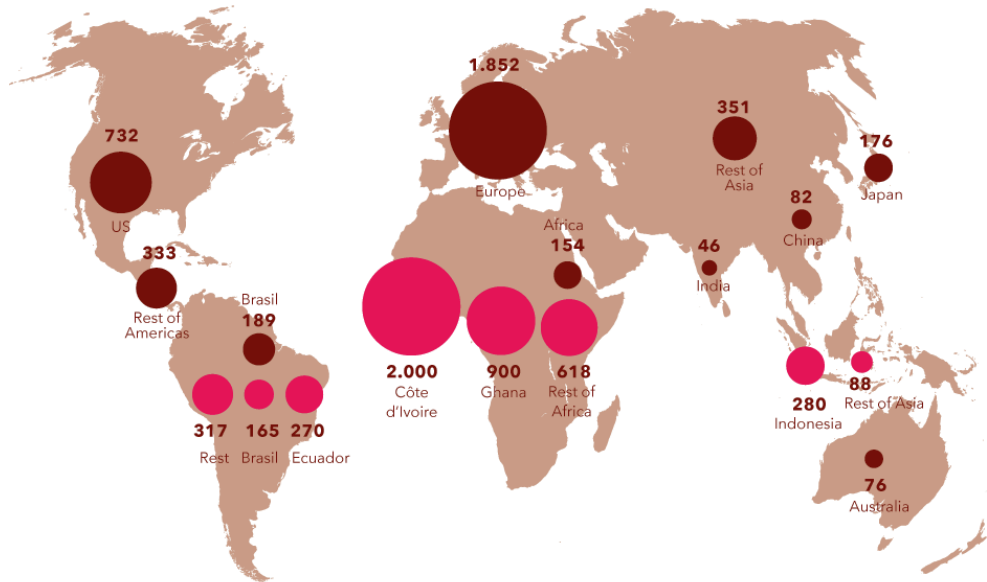 1.852
Europe
732
US
351
Rest of
Asia
176
Japan
82
China
46
India
Africa
154
333
Rest of
Americas
Brasil
189
317
Rest
165
Brasil
270
Ecuador
2.000
Côte
d'Ivoire
900
Ghana
618
Rest of
Africa
280
Indonesia
88
Rest of Asia
76
Australia